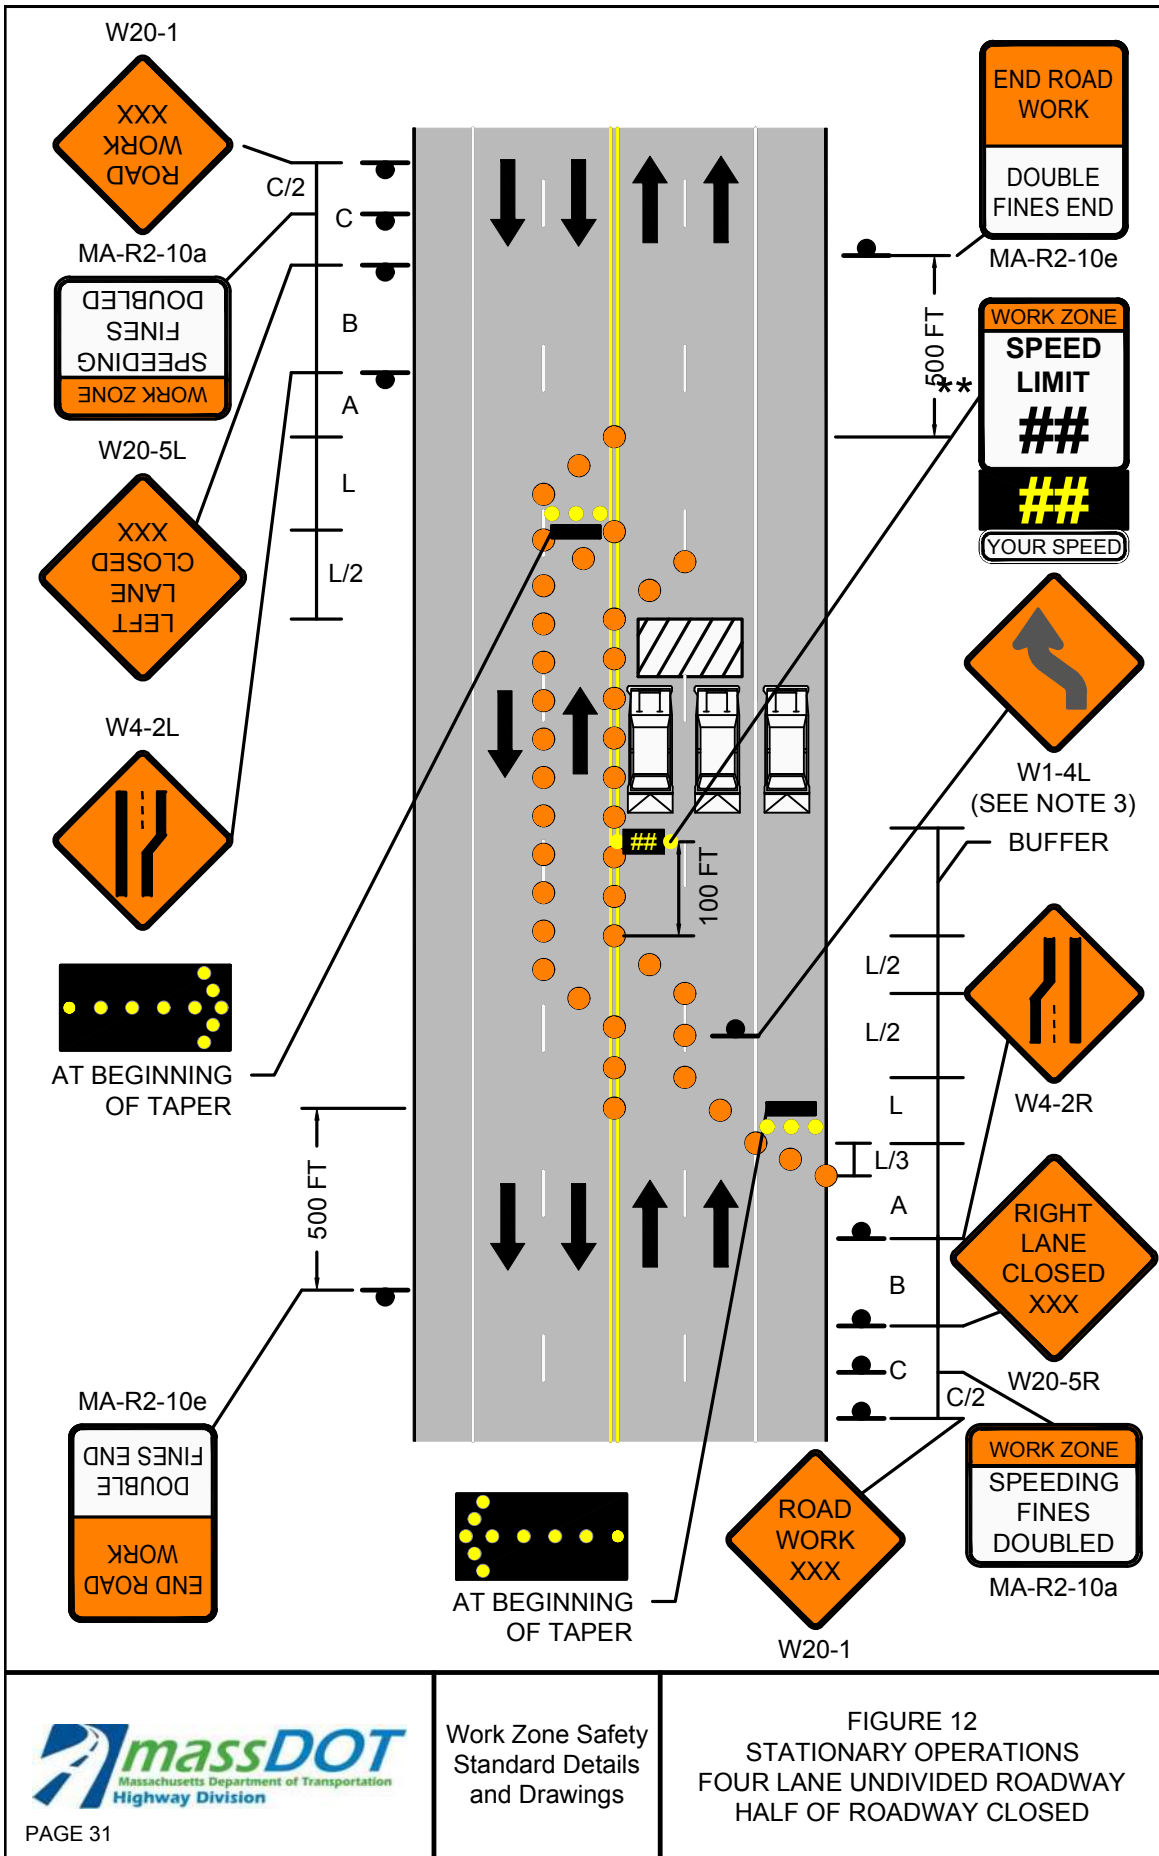 W20-1
ROAD
WORK
XXX
C/2
C
MA-R2-10a
WORK ZONE
SPEEDING
FINES
DOUBLED
B
A
W20-5L
LEFT
LANE
CLOSED
XXX
L
L/2
W4-2L
AT BEGINNING
OF TAPER
500 FT
MA-R2-10e
END ROAD
WORK
DOUBLE
FINES END
END ROAD
WORK
DOUBLE
FINES END
MA-R2-10e
500 FT
**
WORK ZONE
SPEED
LIMIT
##
##
YOUR SPEED
W1-4L
(SEE NOTE 3)
BUFFER
##
100 FT
L/2
L/2
W4-2R
L
L/3
A
RIGHT
LANE
CLOSED
XXX
B
W20-5R
C
C/2
WORK ZONE
SPEEDING
FINES
DOUBLED
MA-R2-10a
ROAD
WORK
XXX
W20-1
AT BEGINNING
OF TAPER
massDOT
Massachusetts Department of Transportation
Highway Division
PAGE 31
Work Zone Safety
Standard Details
and Drawings
FIGURE 12
STATIONARY OPERATIONS
FOUR LANE UNDIVIDED ROADWAY
HALF OF ROADWAY CLOSED